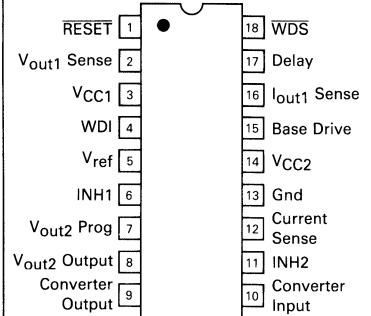 RESET 1 18 WDS
Vout1 Sense 2 17 Delay
VCC1 3 16 Iout1 Sense
WDI 4 15 Base Drive
Vref 5 14 VCC2
INH1 6 13 Gnd
Vout2 Prog 7 12 Current Sense
Vout2 Output 8 11 INH2
Converter Output 9 10 Converter Input